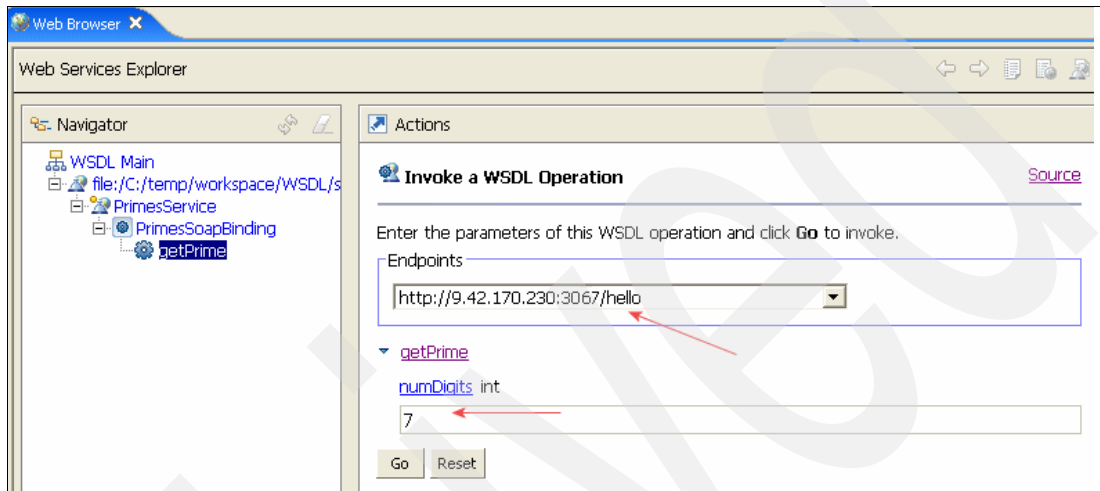 Web Browser
Web Services Explorer
Navigator
WSDL Main
file:/C:/temp/workspace/WSDL/s
PrimesService
PrimesSoapBinding
getPrime
Actions
Invoke a WSDL Operation
Source
Enter the parameters of this WSDL operation and click Go to invoke.
Endpoints
http://9.42.170.230:3067/hello
getPrime
numDigits int
7
Go Reset